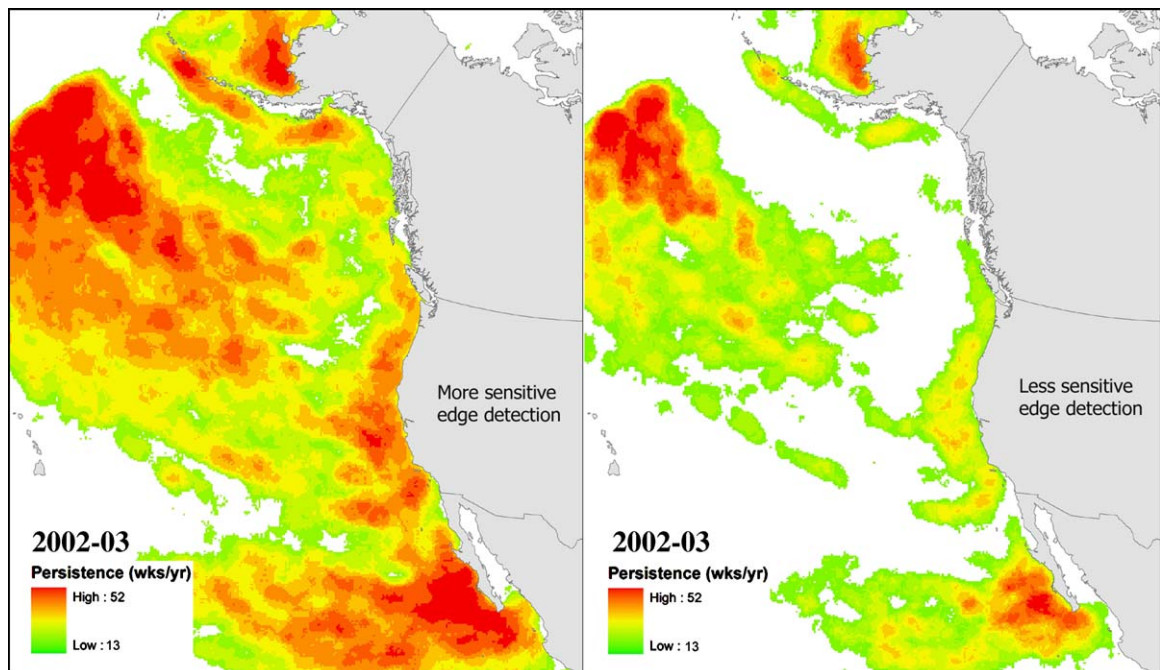 More sensitive
edge detection
2002-03
Persistence (wks/yr)
High : 52
Low : 13
Less sensitive
edge detection
2002-03
Persistence (wks/yr)
High : 52
Low : 13